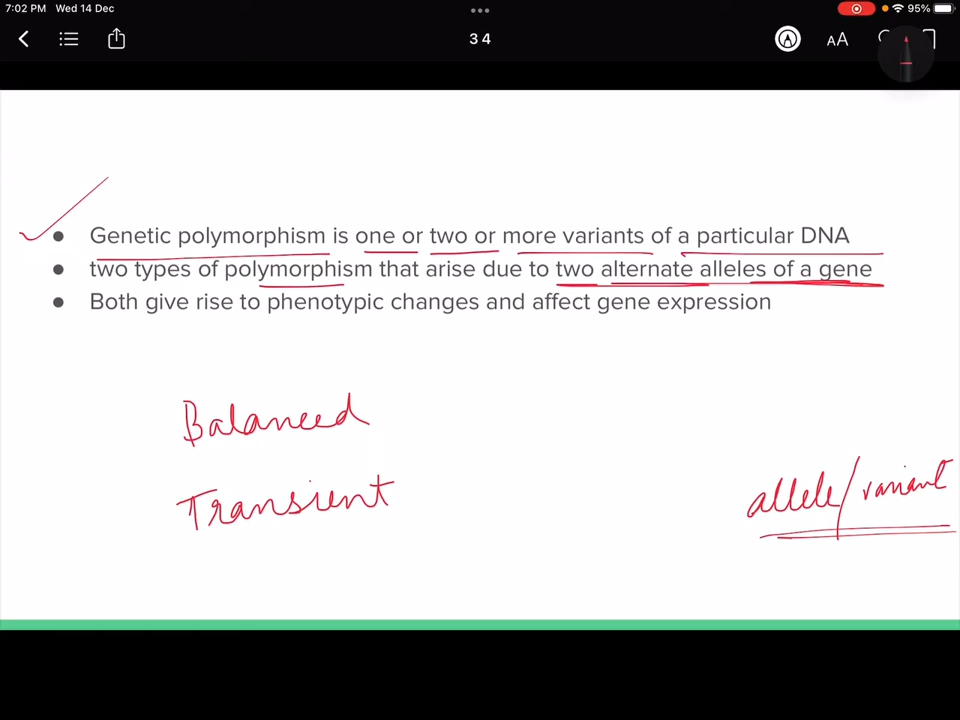 7:02 PM Wed 14 Dec
95%
3 4
AA
Genetic polymorphism is one or two or more variants of a particular DNA
two types of polymorphism that arise due to two alternate alleles of a gene
Both give rise to phenotypic changes and affect gene expression
Balanced
Transient
allele/variant